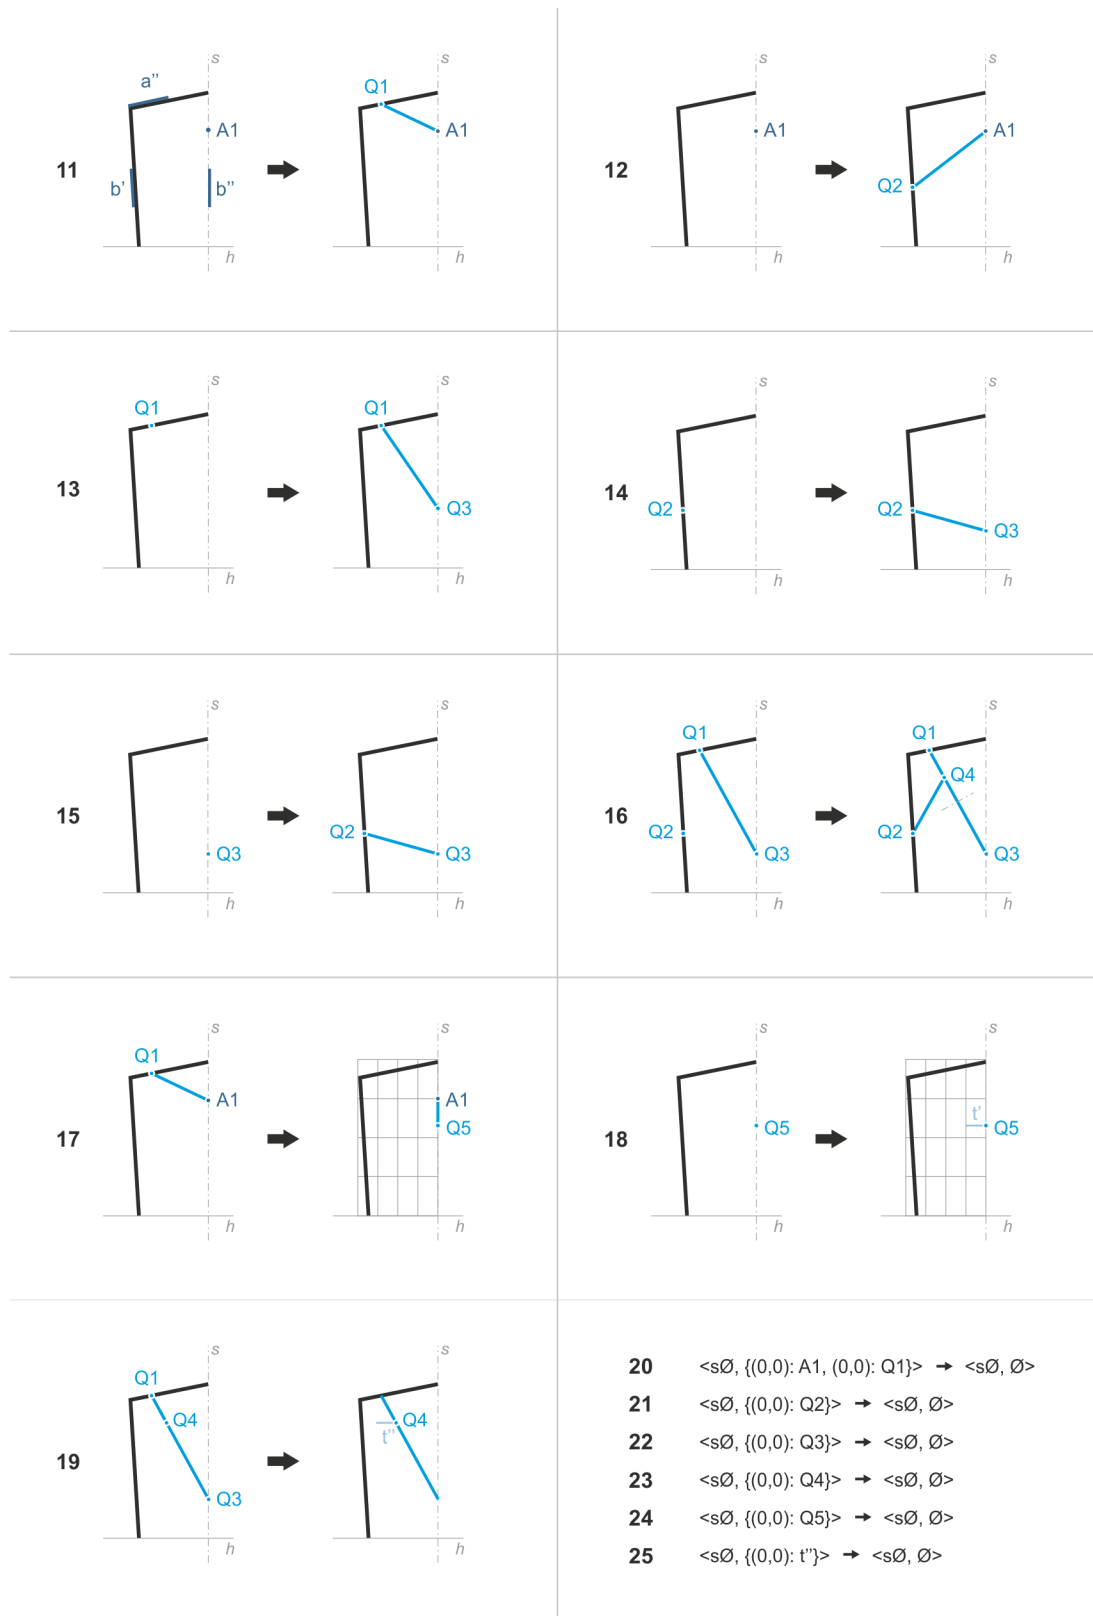 s
a’’
A1
b’
b’’
h
11
s
Q1
A1
h
s
A1
h
12
s
A1
Q2
h
s
Q1
h
13
s
Q1
Q3
h
s
Q2
h
14
s
Q2
Q3
h
s
Q3
h
15
s
Q2
Q3
h
s
Q1
Q2
Q3
h
16
s
Q1
Q4
Q2
Q3
h
s
Q1
A1
h
17
s
A1
Q5
h
s
Q5
h
18
s
t’
Q5
h
s
Q1
Q4
Q3
h
19
s
Q4
t’’
h
20 <sØ, {(0,0): A1, (0,0): Q1}> → <sØ, Ø>
21 <sØ, {(0,0): Q2}> → <sØ, Ø>
22 <sØ, {(0,0): Q3}> → <sØ, Ø>
23 <sØ, {(0,0): Q4}> → <sØ, Ø>
24 <sØ, {(0,0): Q5}> → <sØ, Ø>
25 <sØ, {(0,0): t’’}> → <sØ, Ø>